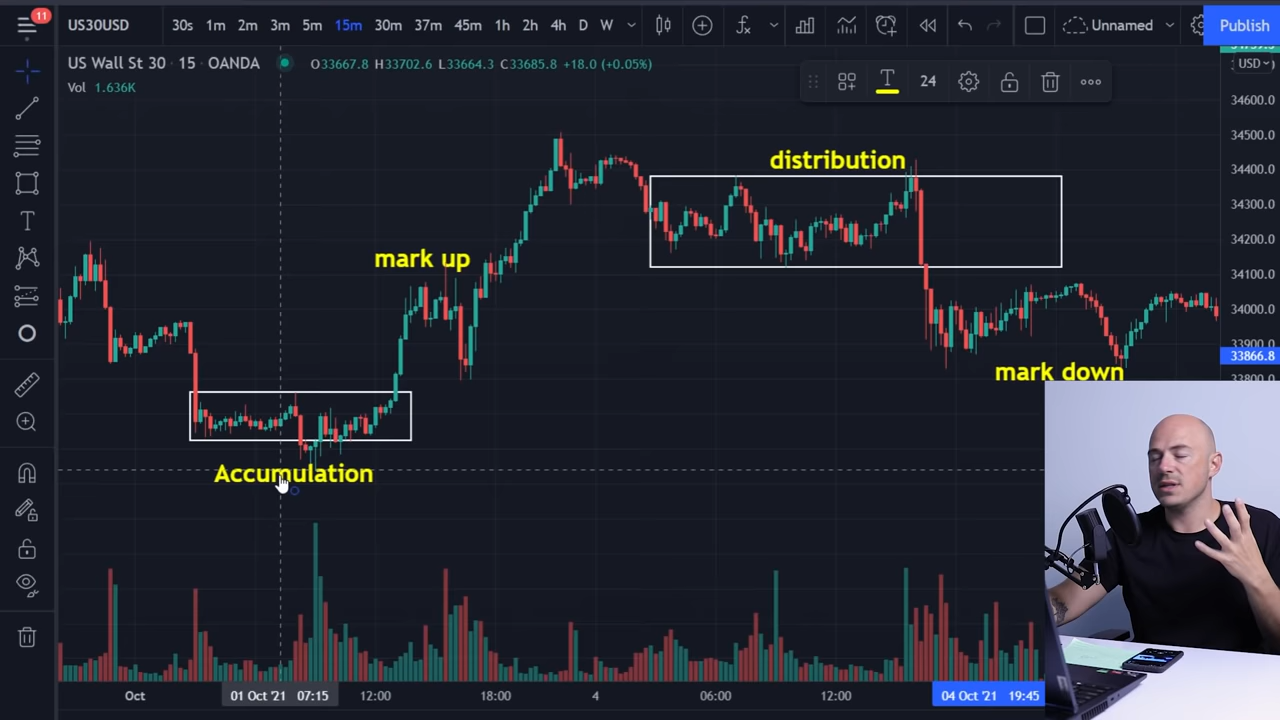 11
US30USD 30s 1m 2m 3m 5m 15m 30m 37m 45m 1h 2h 4h D W Unnamed Publish
US Wall St 30 · 15 · OANDA O33667.8 H33702.6 L33664.3 C33685.8 +18.0 (+0.05%)
USD
Vol 1.636K
T 24
34600.0
34500.0
distribution
34400.0
34300.0
34200.0
mark up
34100.0
34000.0
33900.0
33866.8
mark down
33800.0
Accumulation
Oct 01 Oct '21 07:15 12:00 18:00 4 06:00 12:00 04 Oct '21 19:45